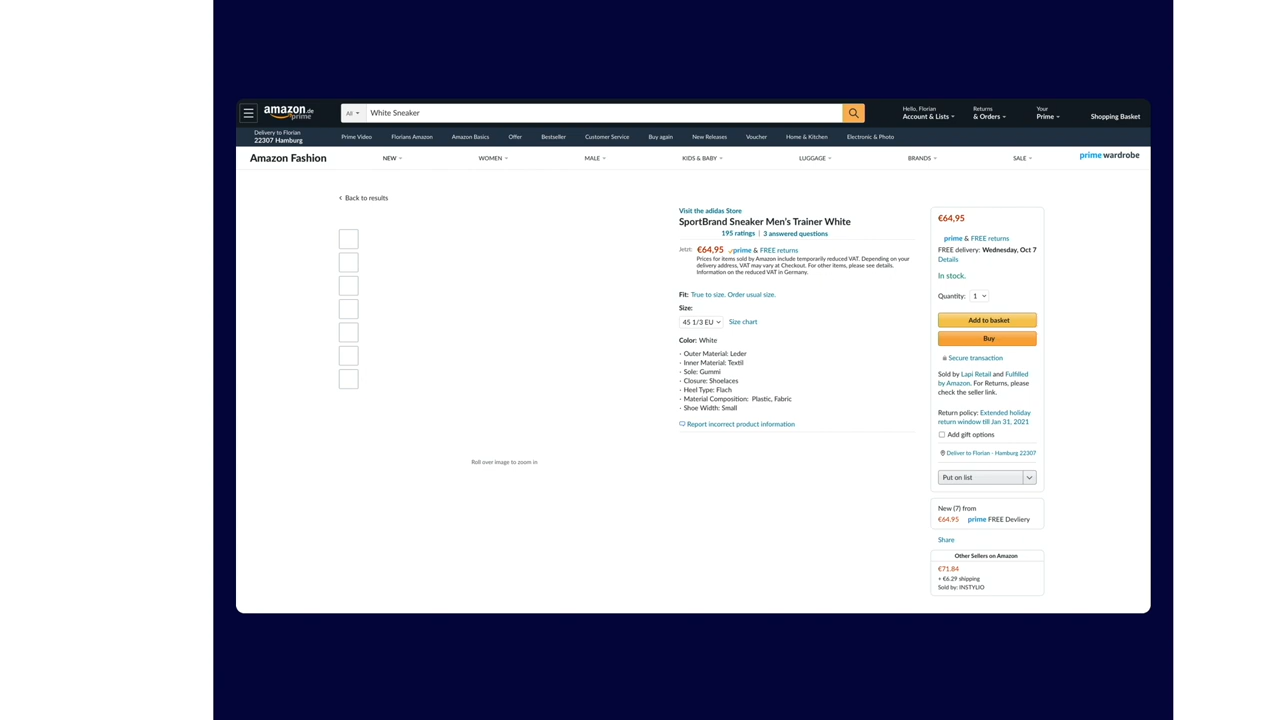 amazon.de
prime
All
White Sneaker
Hello, Florian
Account & Lists
Returns
& Orders
Your
Prime
Shopping Basket
Delivery to Florian
22307 Hamburg
Prime Video
Florians Amazon
Amazon Basics
Offer
Bestseller
Customer Service
Buy again
New Releases
Voucher
Home & Kitchen
Electronic & Photo
Amazon Fashion
NEW
WOMEN
MALE
KIDS & BABY
LUGGAGE
BRANDS
SALE
prime wardrobe
Back to results
Roll over image to zoom in
Visit the adidas Store
SportBrand Sneaker Men's Trainer White
195 ratings | 3 answered questions
Jetzt: €64,95 prime & FREE returns
Prices for items sold by Amazon include temporarily reduced VAT. Depending on your
delivery address, VAT may vary at Checkout. For other items, please see details.
Information on the reduced VAT in Germany.
Fit: True to size. Order usual size.
Size:
45 1/3 EU Size chart
Color: White
· Outer Material: Leder
· Inner Material: Textil
· Sole: Gummi
· Closure: Shoelaces
· Heel Type: Flach
· Material Composition: Plastic, Fabric
· Shoe Width: Small
Report incorrect product information
€64,95
prime & FREE returns
FREE delivery: Wednesday, Oct 7
Details
In stock.
Quantity: 1
Add to basket
Buy
Secure transaction
Sold by Lapi Retail and Fulfilled
by Amazon. For Returns, please
check the seller link.
Return policy: Extended holiday
return window till Jan 31, 2021
Add gift options
Deliver to Florian - Hamburg 22307
Put on list
New (7) from
€64.95 prime FREE Devliery
Share
Other Sellers on Amazon
€71.84
+ €6.29 shipping
Sold by: INSTYLIO